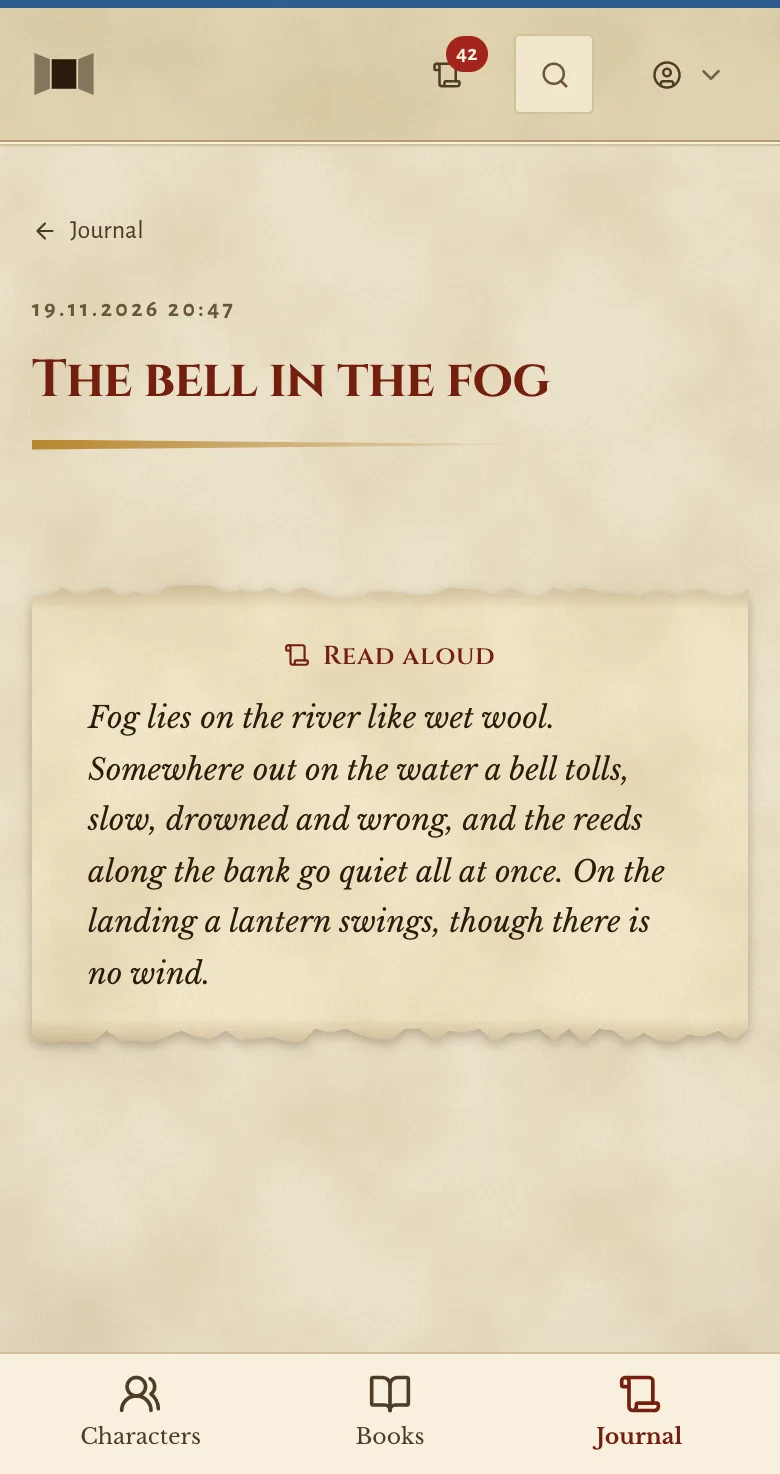 42
Journal
19.11.2026 20:47
The bell in the fog
Read aloud
Fog lies on the river like wet wool.
Somewhere out on the water a bell tolls,
slow, drowned and wrong, and the reeds
along the bank go quiet all at once. On the
landing a lantern swings, though there is
no wind.
Characters
Books
Journal